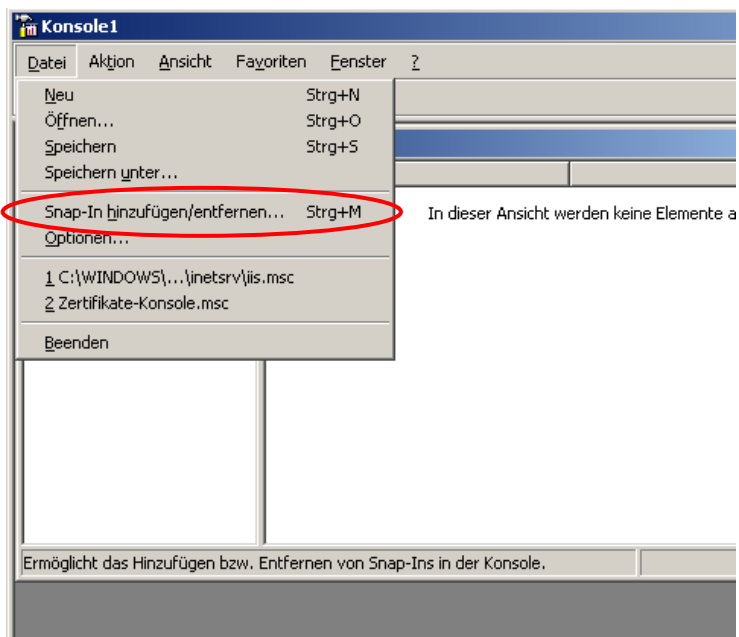 Konsole1
Datei Aktion Ansicht Favoriten Fenster ?
Neu Strg+N
Öffnen... Strg+O
Speichern Strg+S
Speichern unter...
Snap-In hinzufügen/entfernen... Strg+M
Optionen...
1 C:\WINDOWS\...\inetsrv\iis.msc
2 Zertifikate-Konsole.msc
Beenden
In dieser Ansicht werden keine Elemente a
Ermöglicht das Hinzufügen bzw. Entfernen von Snap-Ins in der Konsole.